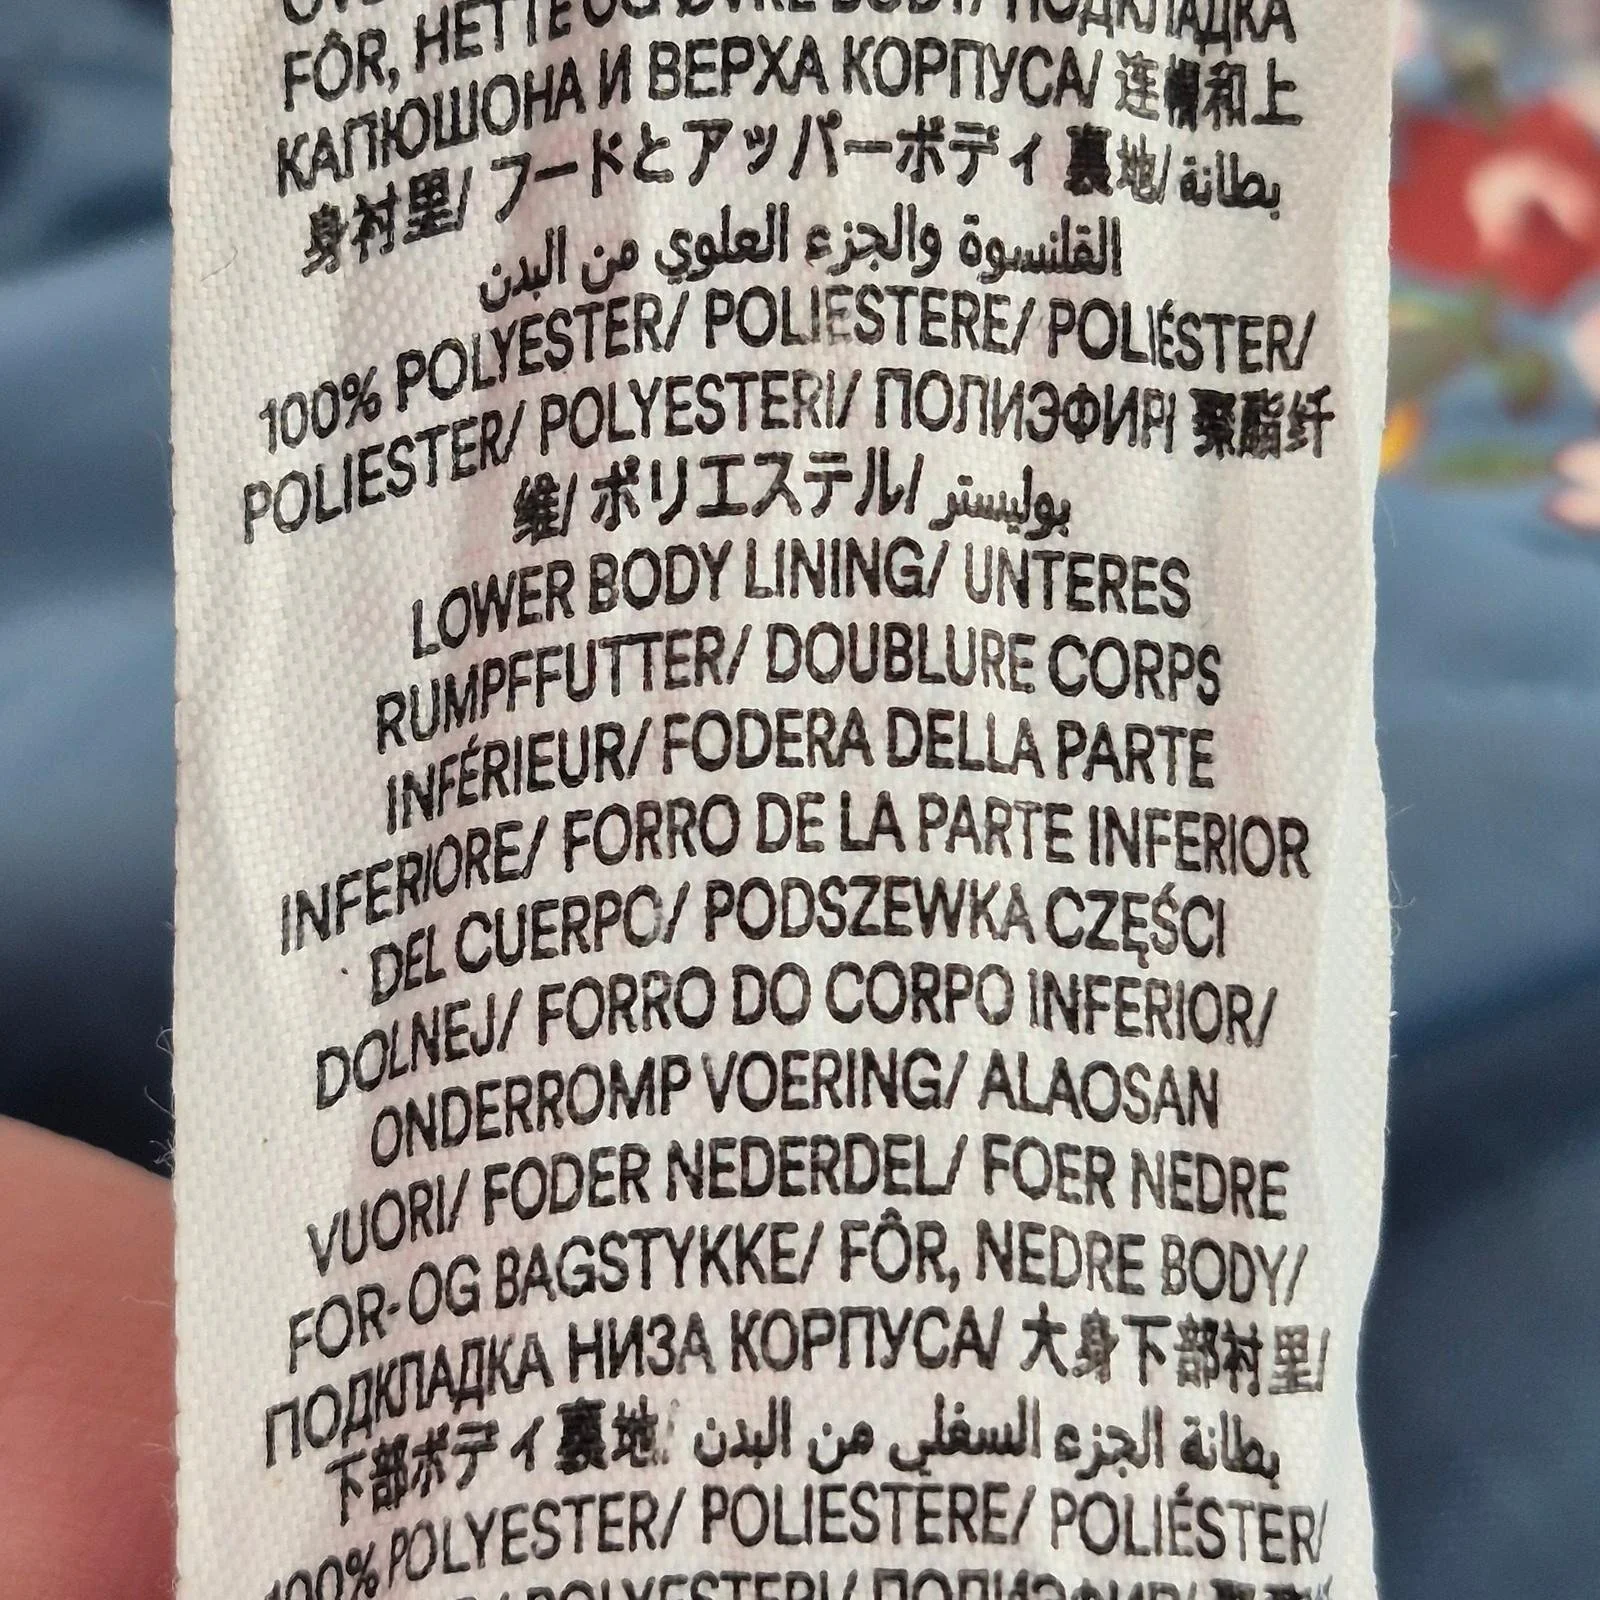 FÔR, HETTE OG ØVRE BODY/ ПОДКЛАДКА
КАПЮШОНА И ВЕРХА КОРПУСА/ 连帽和上
身衬里/ フードとアッパーボディ 裏地/ بطانة
القلنسوة والجزء العلوي من البدن
100% POLYESTER/ POLIESTERE/ POLIÉSTER/
POLIESTER/ POLYESTERI/ ПОЛИЭФИР/ 聚酯纤
维/ ポリエステル/ بوليستر
LOWER BODY LINING/ UNTERES
RUMPFFUTTER/ DOUBLURE CORPS
INFÉRIEUR/ FODERA DELLA PARTE
INFERIORE/ FORRO DE LA PARTE INFERIOR
DEL CUERPO/ PODSZEWKA CZĘŚCI
DOLNEJ/ FORRO DO CORPO INFERIOR/
ONDERROMP VOERING/ ALAOSAN
VUORI/ FODER NEDERDEL/ FOER NEDRE
FOR-OG BAGSTYKKE/ FÔR, NEDRE BODY/
ПОДКЛАДКА НИЗА КОРПУСА/ 大身下部衬里/
下部ボディ 裏地/ بطانة الجزء السفلي من البدن
100% POLYESTER/ POLIESTERE/ POLIÉSTER/
POLYESTERI/ ПОЛИЭФИР/